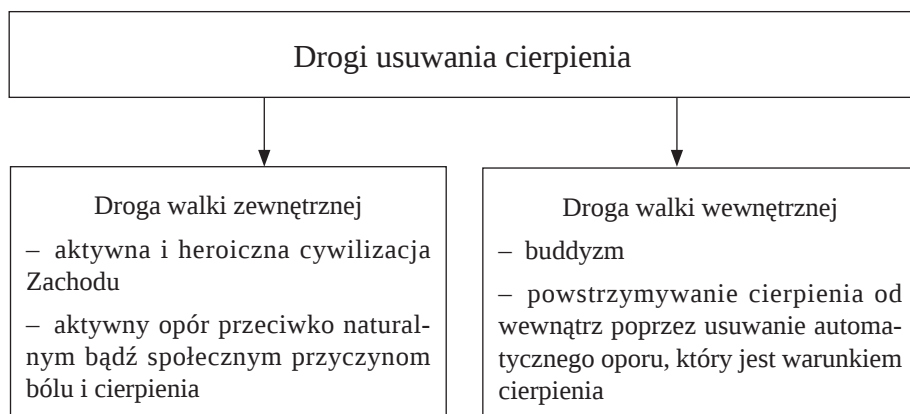 Drogi usuwania cierpienia
Droga walki zewnętrznej
– aktywna i heroiczna cywilizacja
Zachodu
– aktywny opór przeciwko natural-
nym bądź społecznym przyczynom
bólu i cierpienia
Droga walki wewnętrznej
– buddyzm
– powstrzymywanie cierpienia od
wewnątrz poprzez usuwanie automa-
tycznego oporu, który jest warunkiem
cierpienia